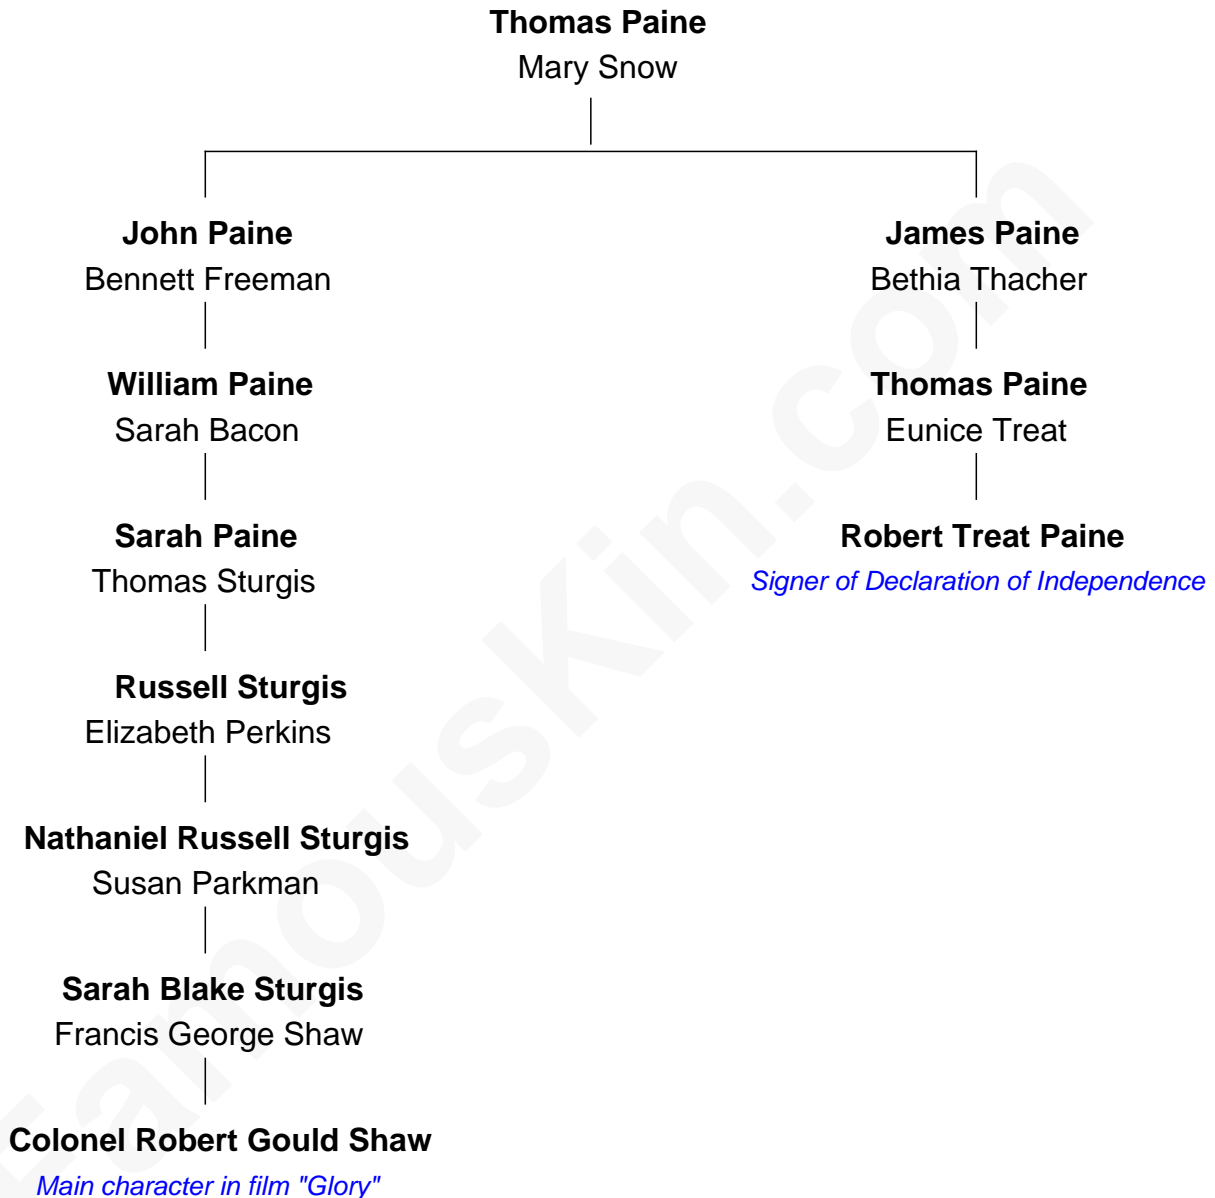 Thomas Paine
Mary Snow
John Paine
Bennett Freeman
James Paine
Bethia Thacher
William Paine
Sarah Bacon
Thomas Paine
Eunice Treat
Sarah Paine
Thomas Sturgis
Robert Treat Paine
Signer of Declaration of Independence
Russell Sturgis
Elizabeth Perkins
Nathaniel Russell Sturgis
Susan Parkman
Sarah Blake Sturgis
Francis George Shaw
Colonel Robert Gould Shaw
Main character in film "Glory"
FamousKin.com